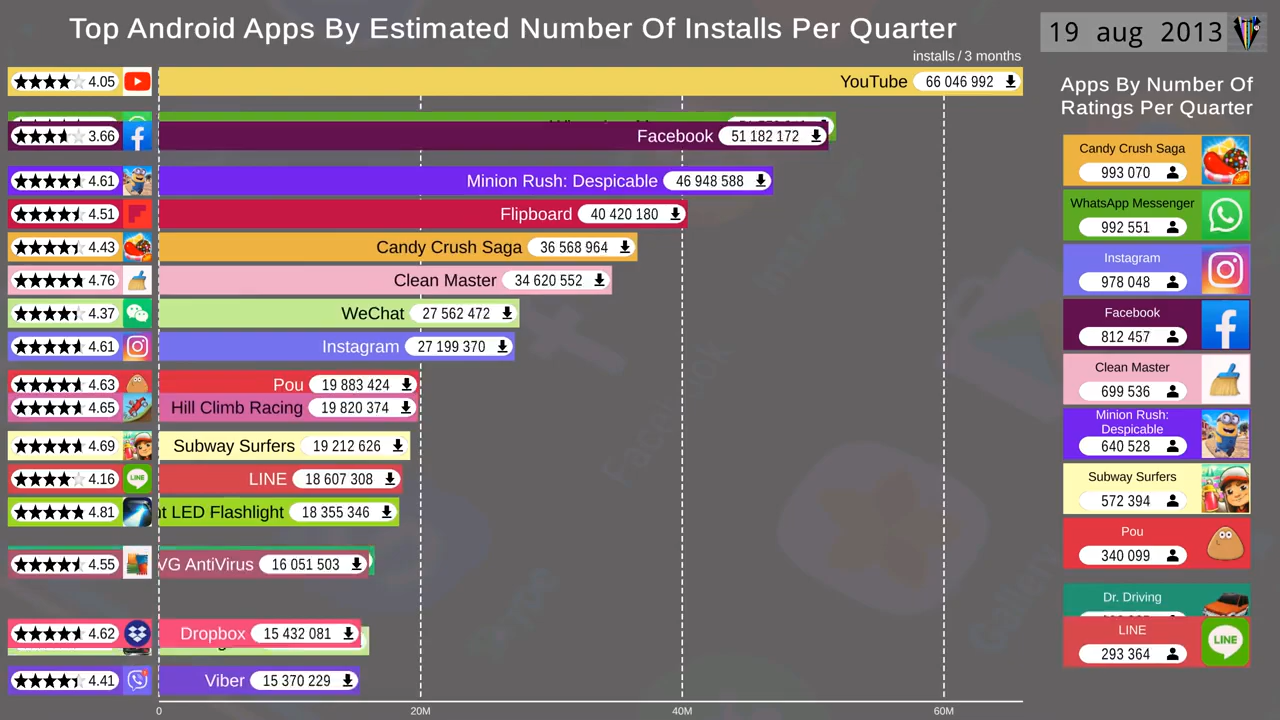 Top Android Apps By Estimated Number Of Installs Per Quarter
19 aug 2013
installs / 3 months
4.05 YouTube 66 046 992
3.66 Facebook 51 182 172
4.61 Minion Rush: Despicable 46 948 588
4.51 Flipboard 40 420 180
4.43 Candy Crush Saga 36 568 964
4.76 Clean Master 34 620 552
4.37 WeChat 27 562 472
4.61 Instagram 27 199 370
4.63 Pou 19 883 424
4.65 Hill Climb Racing 19 820 374
4.69 Subway Surfers 19 212 626
LINE
4.16 LINE 18 607 308
4.81 t LED Flashlight 18 355 346
4.55 VG AntiVirus 16 051 503
4.62 Dropbox 15 432 081
4.41 Viber 15 370 229
0 20M 40M 60M
Apps By Number Of
Ratings Per Quarter
Candy Crush Saga
993 070
WhatsApp Messenger
992 551
Instagram
978 048
Facebook
812 457
Clean Master
699 536
Minion Rush:
Despicable
640 528
Subway Surfers
572 394
Pou
340 099
Dr. Driving
LINE
293 364
LINE